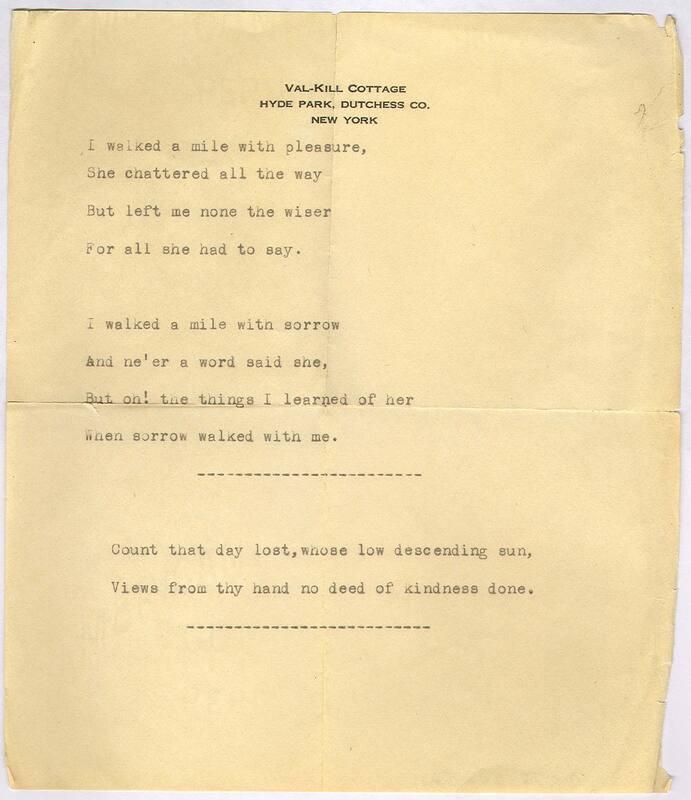 VAL-KILL COTTAGE
HYDE PARK, DUTCHESS CO.
NEW YORK
I walked a mile with pleasure,
She chattered all the way
But left me none the wiser
For all she had to say.
I walked a mile with sorrow
And ne'er a word said she,
But oh! the things I learned of her
When sorrow walked with me.
------------------------
Count that day lost,whose low descending sun,
Views from thy hand no deed of kindness done.
--------------------------